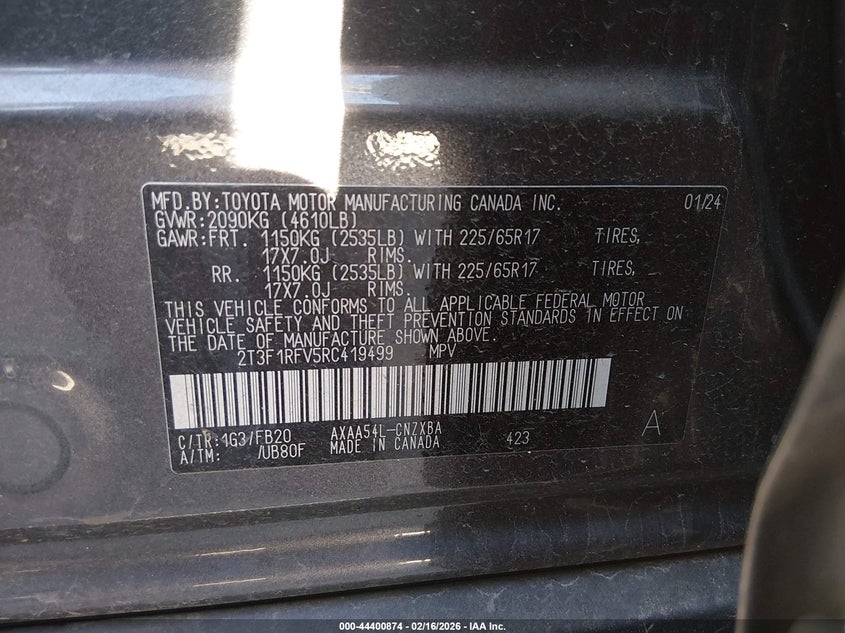 MFD.BY:TOYOTA MOTOR MANUFACTURING CANADA INC. 01/24
GVWR:2090KG (4610LB)
GAWR:FRT. 1150KG (2535LB) WITH 225/65R17 TIRES,
17X7.0J RIMS.
RR. 1150KG (2535LB) WITH 225/65R17 TIRES,
17X7.0J RIMS.
THIS VEHICLE CONFORMS TO ALL APPLICABLE FEDERAL MOTOR
VEHICLE SAFETY AND THEFT PREVENTION STANDARDS IN EFFECT ON
THE DATE OF MANUFACTURE SHOWN ABOVE.
2T3F1RFV5RC419499 MPV
C/TR:1G3/FB20 AXAA54L-CNZXBA
A/TM: /UB80F MADE IN CANADA 423 A
000-44400874 - 02/16/2026 - IAA Inc.